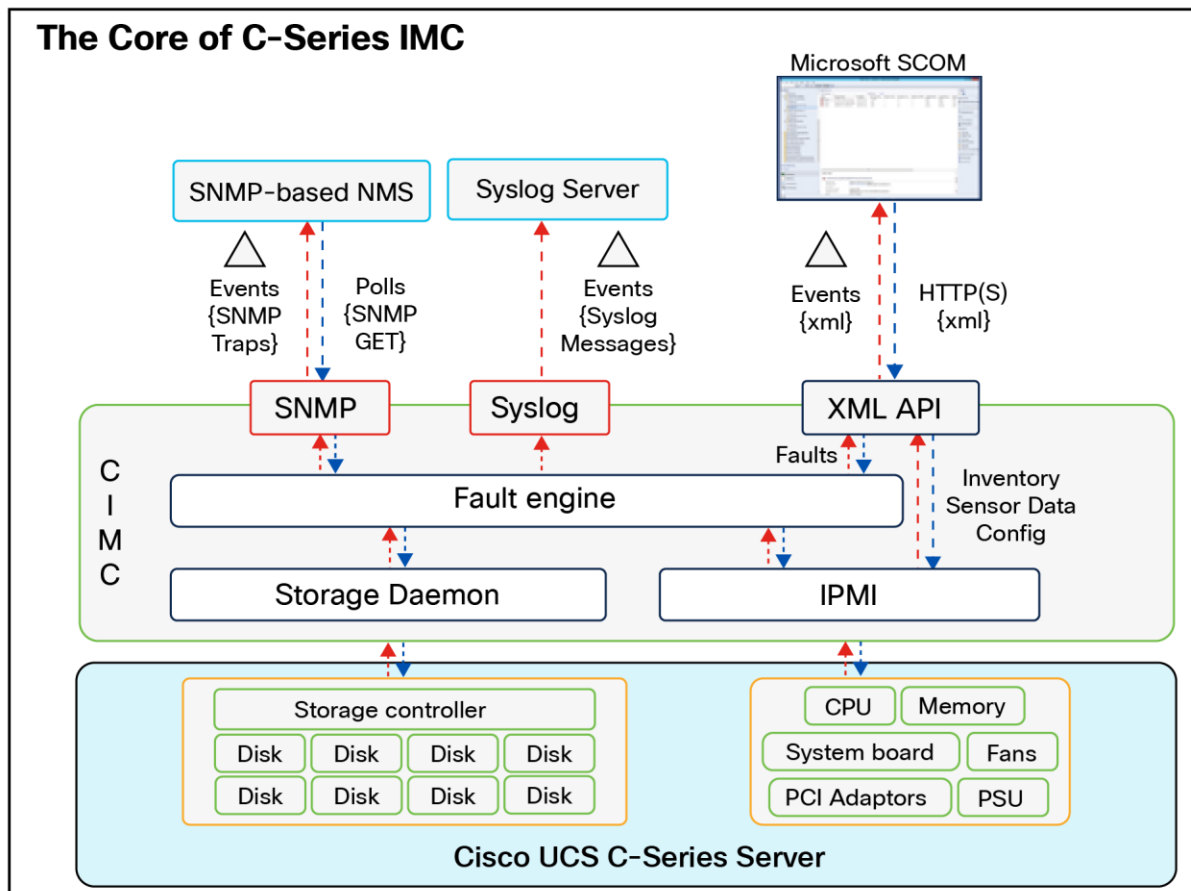 The Core of C-Series IMC
Microsoft SCOM
SNMP-based NMS
Syslog Server
Events
{SNMP
Traps}
Polls
{SNMP
GET}
Events
{Syslog
Messages}
Events
{xml}
HTTP(S)
{xml}
SNMP
Syslog
XML API
C
I
M
C
Faults
Fault engine
Inventory
Sensor Data
Config
Storage Daemon
IPMI
Storage controller
Disk Disk Disk Disk
Disk Disk Disk Disk
CPU Memory
System board Fans
PCI Adaptors PSU
Cisco UCS C-Series Server